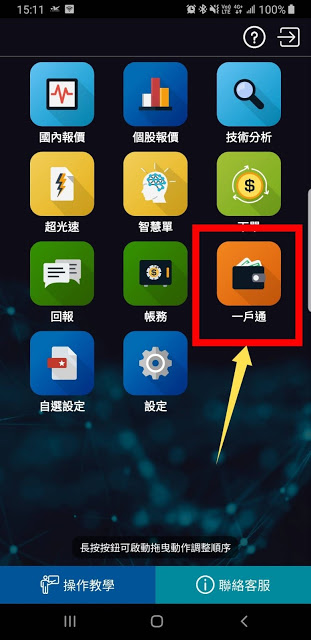 15:11
100%
國內報價
個股報價
技術分析
超光速
智慧單
下單
回報
帳務
一戶通
自選設定
設定
長按按鈕可啟動拖曳動作調整順序
操作教學
聯絡客服